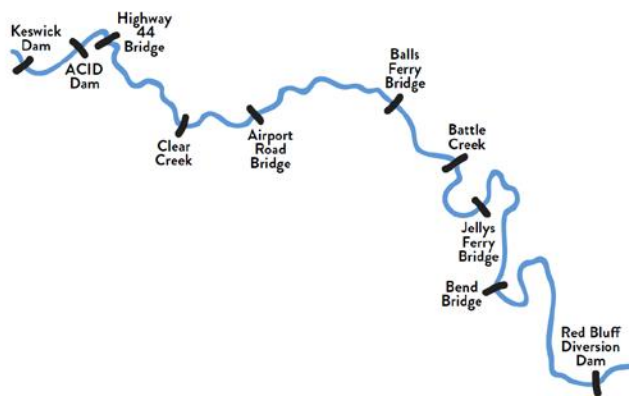 Keswick
Dam
ACID
Dam
Highway
44
Bridge
Clear
Creek
Airport
Road
Bridge
Balls
Ferry
Bridge
Battle
Creek
Jellys
Ferry
Bridge
Bend
Bridge
Red Bluff
Diversion
Dam